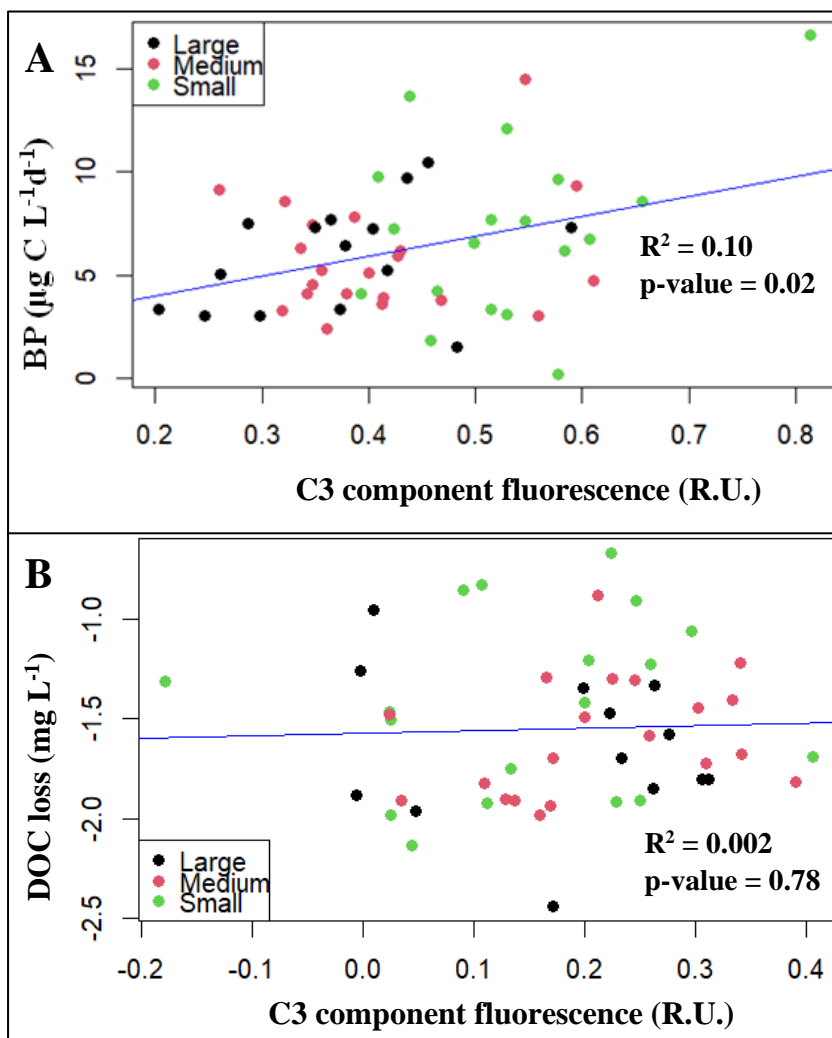 A
Large
Medium
Small
BP (µg C L⁻¹d⁻¹)
15
10
5
0
R² = 0.10
p-value = 0.02
0.2 0.3 0.4 0.5 0.6 0.7 0.8
C3 component fluorescence (R.U.)
B
DOC loss (mg L⁻¹)
-1.0
-1.5
-2.0
-2.5
Large
Medium
Small
R² = 0.002
p-value = 0.78
-0.2 -0.1 0.0 0.1 0.2 0.3 0.4
C3 component fluorescence (R.U.)